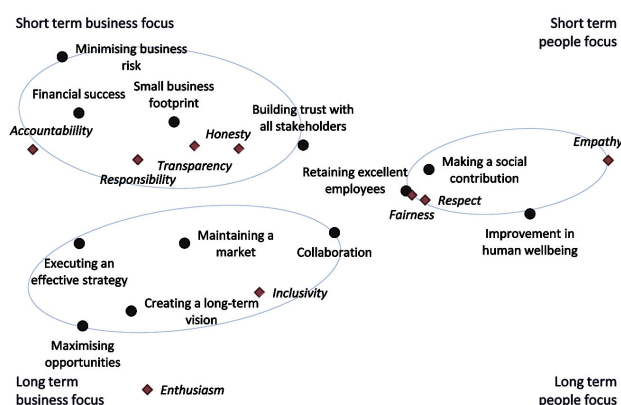 Short term business focus
Short term
people focus
Minimising business
risk
Financial success
Small business
footprint
Building trust with
all stakeholders
Accountability
Honesty
Transparency
Responsibility
Empathy
Making a social
contribution
Retaining excellent
employees
Respect
Fairness
Improvement in
human wellbeing
Maintaining a
market
Collaboration
Executing an
effective strategy
Inclusivity
Creating a long-term
vision
Maximising
opportunities
Long term
business focus
Enthusiasm
Long term
people focus